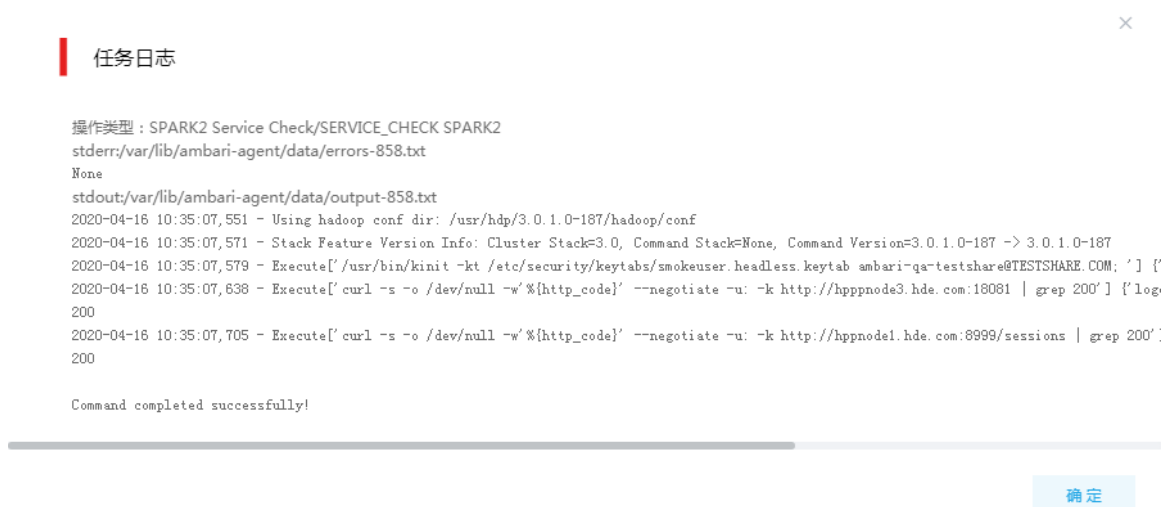 任务日志
操作类型：SPARK2 Service Check/SERVICE_CHECK SPARK2
stderr:/var/lib/ambari-agent/data/errors-858.txt
None
stdout:/var/lib/ambari-agent/data/output-858.txt
2020-04-16 10:35:07,551 - Using hadoop conf dir: /usr/hdp/3.0.1.0-187/hadoop/conf
2020-04-16 10:35:07,571 - Stack Feature Version Info: Cluster Stack=3.0, Command Stack=None, Command Version=3.0.1.0-187 -> 3.0.1.0-187
2020-04-16 10:35:07,579 - Execute['/usr/bin/kinit -kt /etc/security/keytabs/smokeuser.headless.keytab ambari-qa-testshare@TESTSHARE.COM; '] {'
2020-04-16 10:35:07,638 - Execute['curl -s -o /dev/null -w'%{http_code}' --negotiate -u: -k http://hpppnode3.hde.com:18081 | grep 200'] {'loge
200
2020-04-16 10:35:07,705 - Execute['curl -s -o /dev/null -w'%{http_code}' --negotiate -u: -k http://hppnode1.hde.com:8999/sessions | grep 200']
200
Command completed successfully!
确定